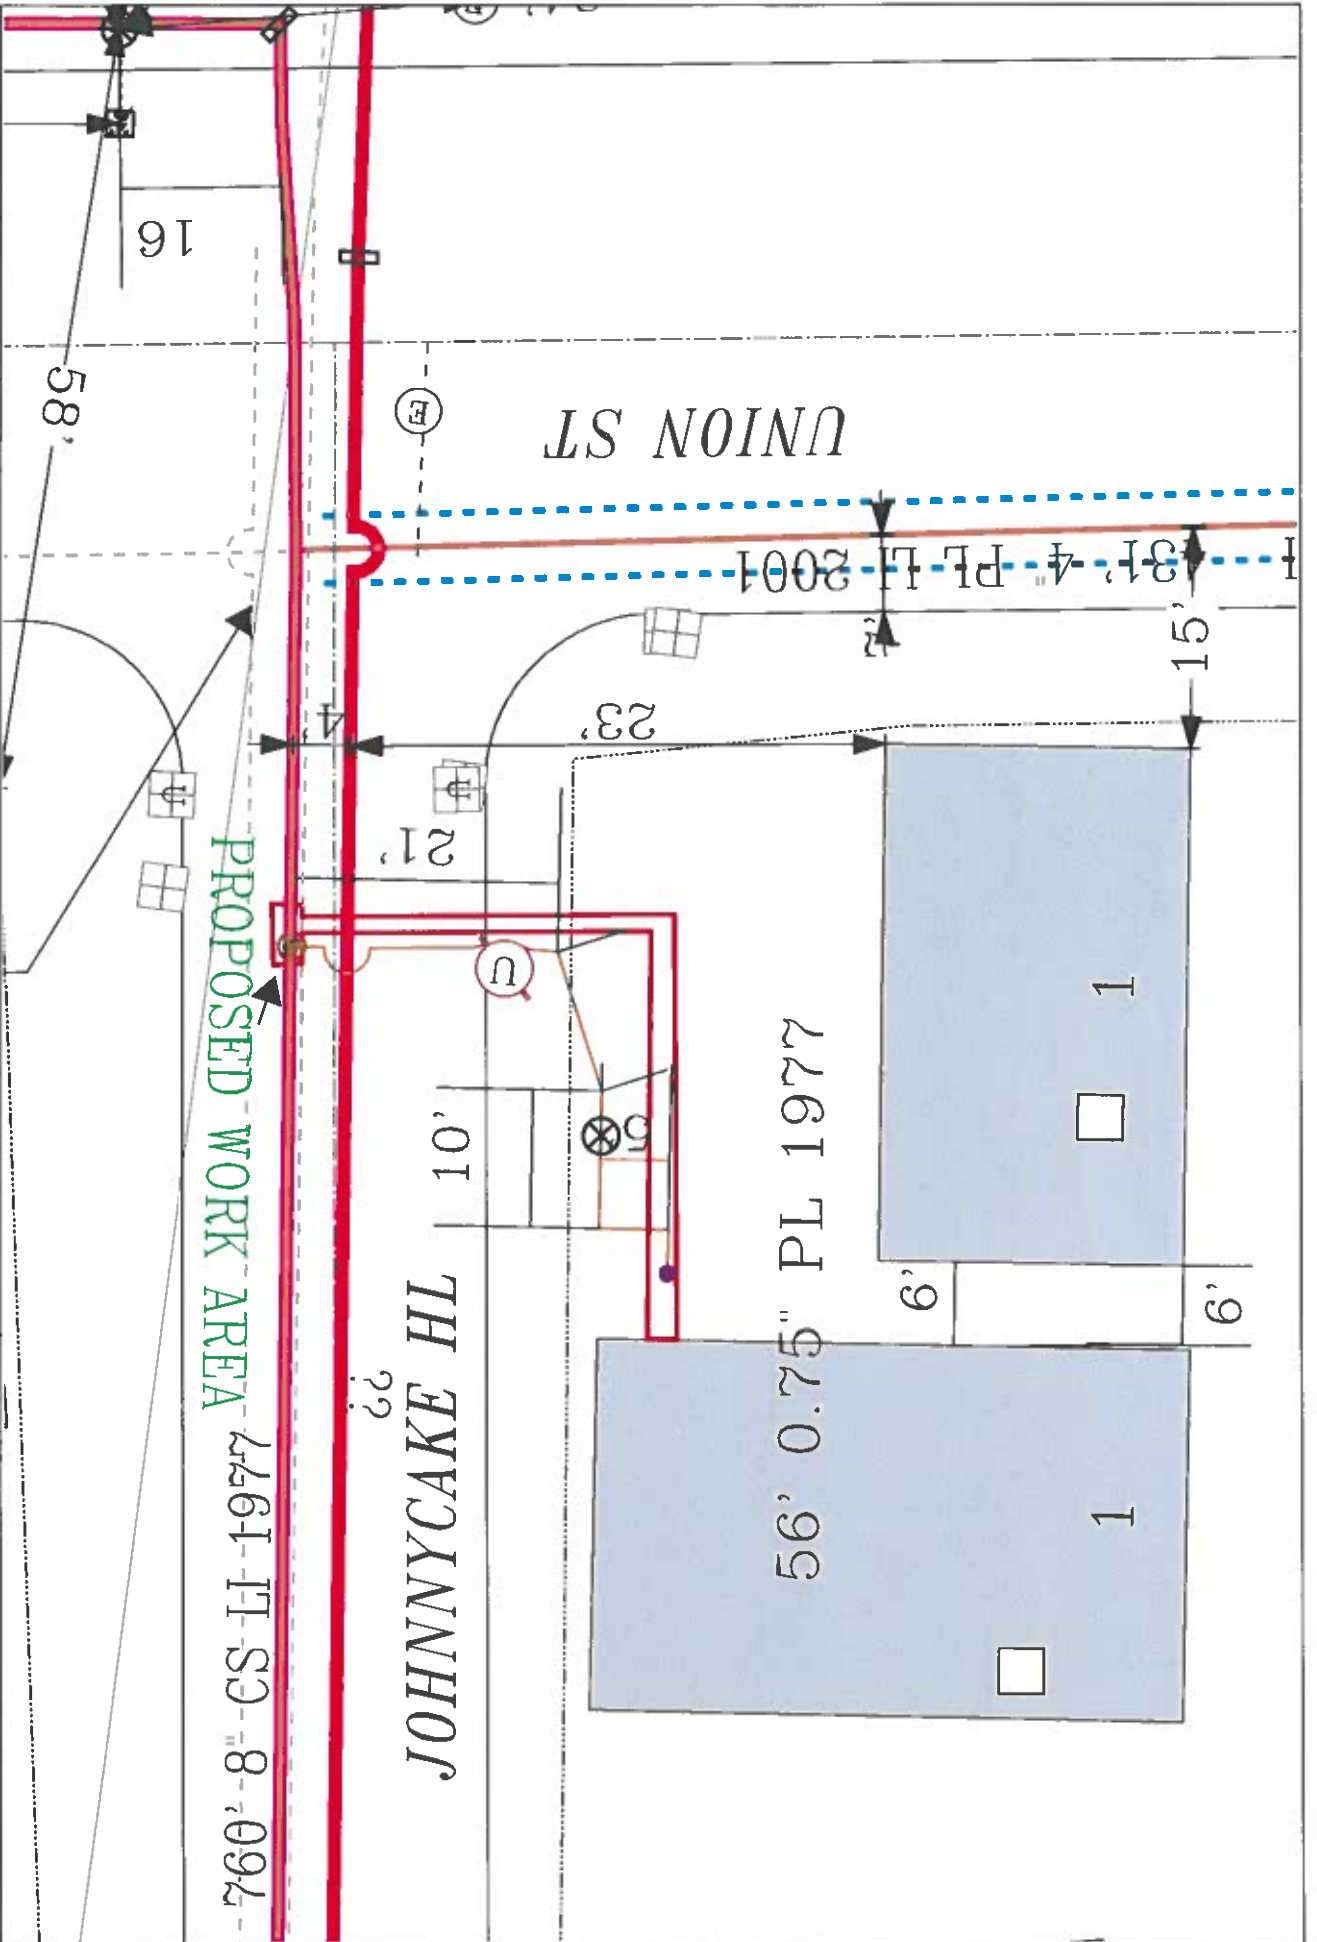 16
58'
E
UNION ST
31' 4" PL LI 2001
15'
2'
4
23'
U
U
21'
PROPOSED WORK AREA
U
10'
5
1
56' 0.75" PL 1977
6'
6'
??
JOHNNYCAKE HL
760' 8" CS LI 1977
1